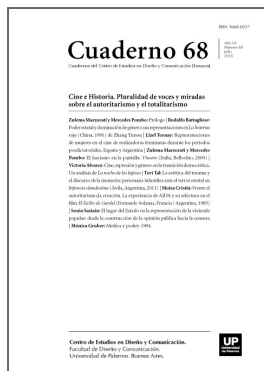 ISSN 1668-0227
Año 19
Número 68
Julio
2018
Cuaderno 68
Cuadernos del Centro de Estudios en Diseño y Comunicación [Ensayos]
Cine e Historia. Pluralidad de voces y miradas
sobre el autoritarismo y el totalitarismo
Zulema Marzorati y Mercedes Pombo: Prólogo | Rodolfo Battagliese:
Poder estatal y dominación de género y sus representaciones en La linterna
roja (China, 1991) de Zhang Yimou | Lizel Tornay: Representaciones
de mujeres en el cine de realizadoras feministas durante los períodos
posdictatoriales. España y Argentina | Zulema Marzorati y Mercedes
Pombo: El fascismo en la pantalla: Vincere (Italia, Bellochio, 2009) |
Victoria Alvarez: Cine, represión y género en la transición democrática.
Un análisis de La noche de los lápices | Tzvi Tal: La estética del trauma y
el discurso de la memoria: personajes infantiles ante el terror estatal en
Infancia clandestina (Ávila, Argentina, 2011) | Moira Cristiá: Frente al
autoritarismo, la creación. La experiencia de AIDA y su relectura en el
film El Exilio de Gardel (Fernando Solanas, Francia / Argentina, 1985)
| Sonia Sasiain: El lugar del Estado en la representación de la vivienda
popular: desde la construcción de la opinión pública hacia la censura
| Mónica Gruber: Medios y poder: 1984.
Centro de Estudios en Diseño y Comunicación.
Facultad de Diseño y Comunicación.
Universidad de Palermo. Buenos Aires.
UP
Universidad
de Palermo